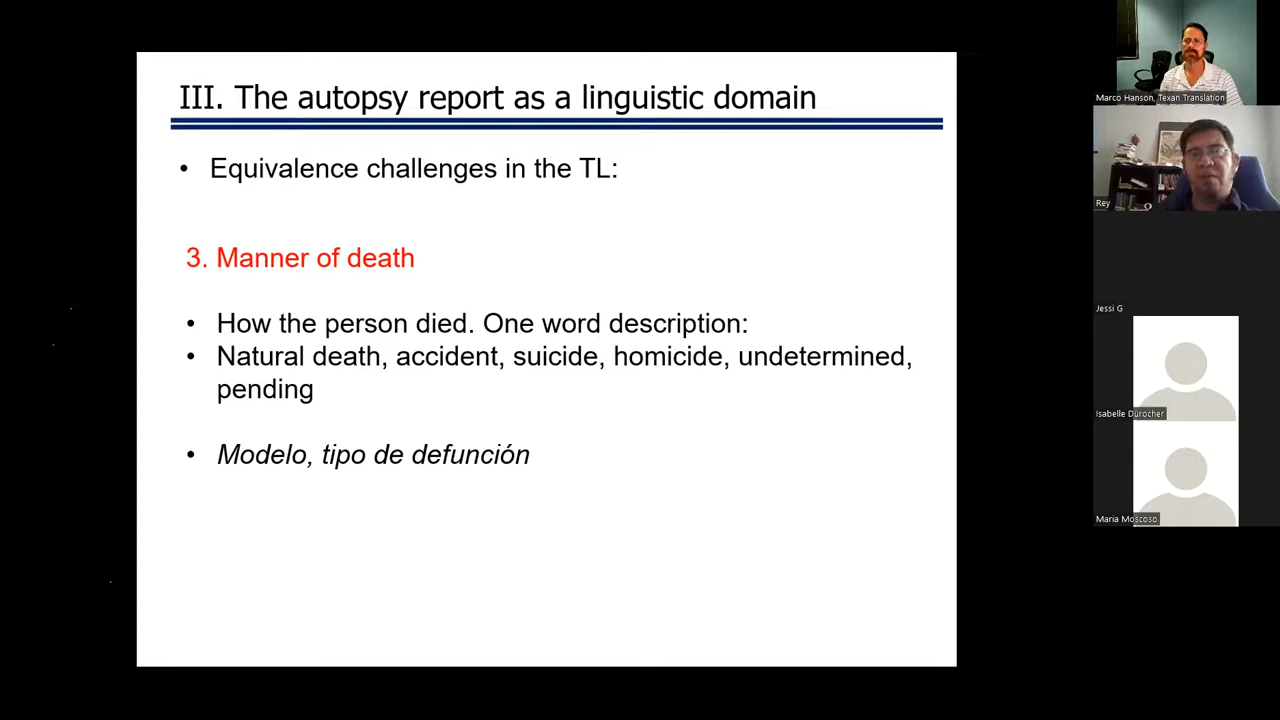 III. The autopsy report as a linguistic domain
• Equivalence challenges in the TL:
3. Manner of death
• How the person died. One word description:
• Natural death, accident, suicide, homicide, undetermined,
pending
• Modelo, tipo de defunción
Marco Hanson, Texan Translation
Rey
Jessi G
Isabelle Durocher
Maria Moscoso